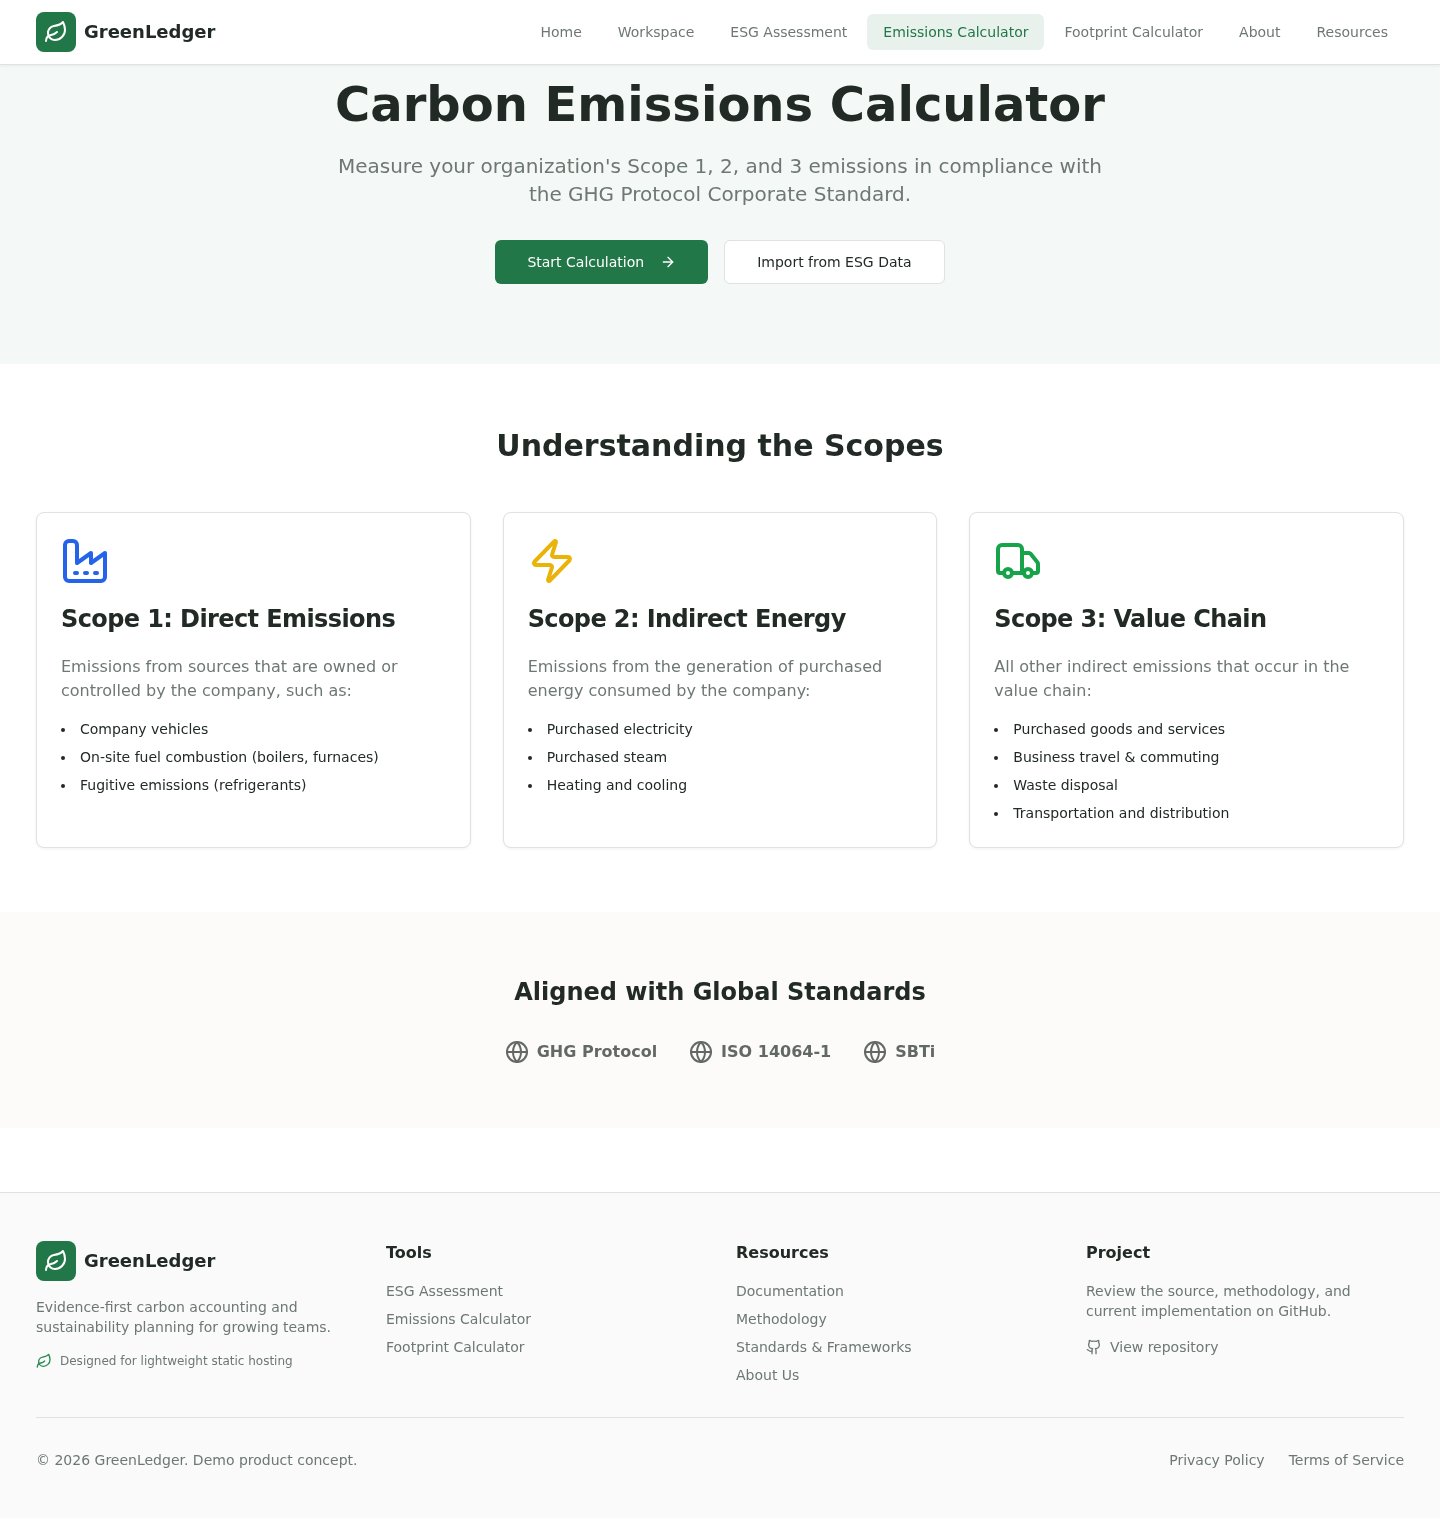 GreenLedger
Home
Workspace
ESG Assessment
Emissions Calculator
Footprint Calculator
About
Resources
Carbon Emissions Calculator
Measure your organization's Scope 1, 2, and 3 emissions in compliance with
the GHG Protocol Corporate Standard.
Start Calculation
Import from ESG Data
Understanding the Scopes
Scope 1: Direct Emissions
Emissions from sources that are owned or
controlled by the company, such as:
• Company vehicles
• On-site fuel combustion (boilers, furnaces)
• Fugitive emissions (refrigerants)
Scope 2: Indirect Energy
Emissions from the generation of purchased
energy consumed by the company:
• Purchased electricity
• Purchased steam
• Heating and cooling
Scope 3: Value Chain
All other indirect emissions that occur in the
value chain:
• Purchased goods and services
• Business travel & commuting
• Waste disposal
• Transportation and distribution
Aligned with Global Standards
GHG Protocol
ISO 14064-1
SBTi
GreenLedger
Evidence-first carbon accounting and
sustainability planning for growing teams.
Designed for lightweight static hosting
Tools
ESG Assessment
Emissions Calculator
Footprint Calculator
Resources
Documentation
Methodology
Standards & Frameworks
About Us
Project
Review the source, methodology, and
current implementation on GitHub.
View repository
© 2026 GreenLedger. Demo product concept.
Privacy Policy
Terms of Service